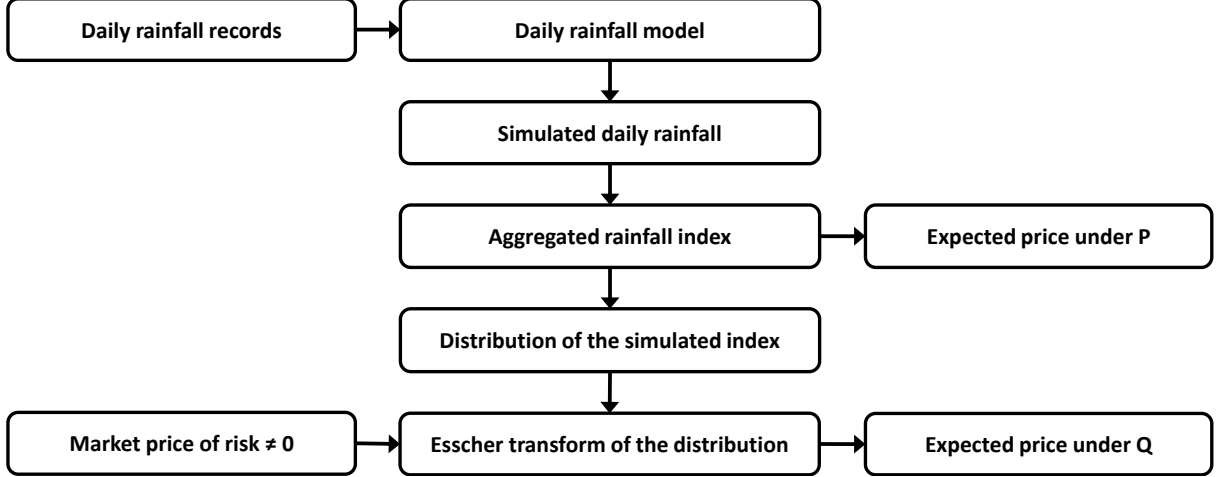 Daily rainfall records
Daily rainfall model
Simulated daily rainfall
Aggregated rainfall index
Expected price under P
Distribution of the simulated index
Market price of risk ≠ 0
Esscher transform of the distribution
Expected price under Q